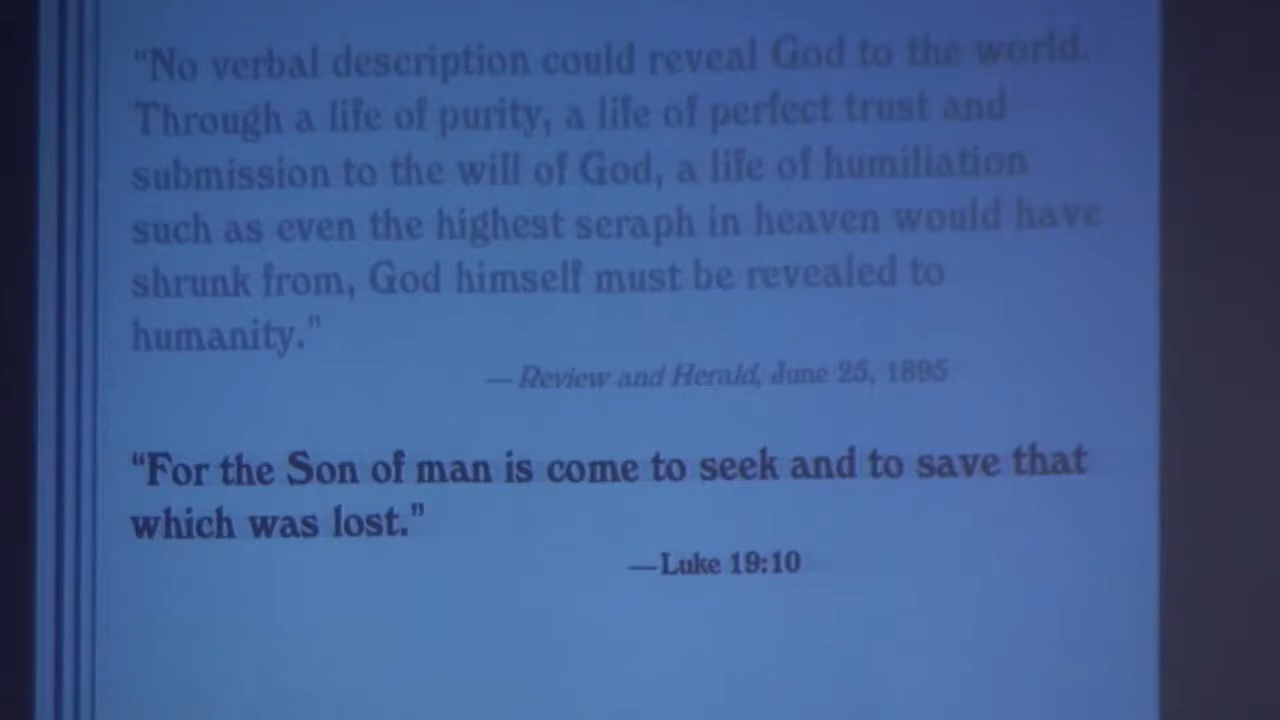 “No verbal description could reveal God to the world.
Through a life of purity, a life of perfect trust and
submission to the will of God, a life of humiliation
such as even the highest seraph in heaven would have
shrunk from, God himself must be revealed to
humanity."
—Review and Herald, June 25, 1895
“For the Son of man is come to seek and to save that
which was lost."
—Luke 19:10